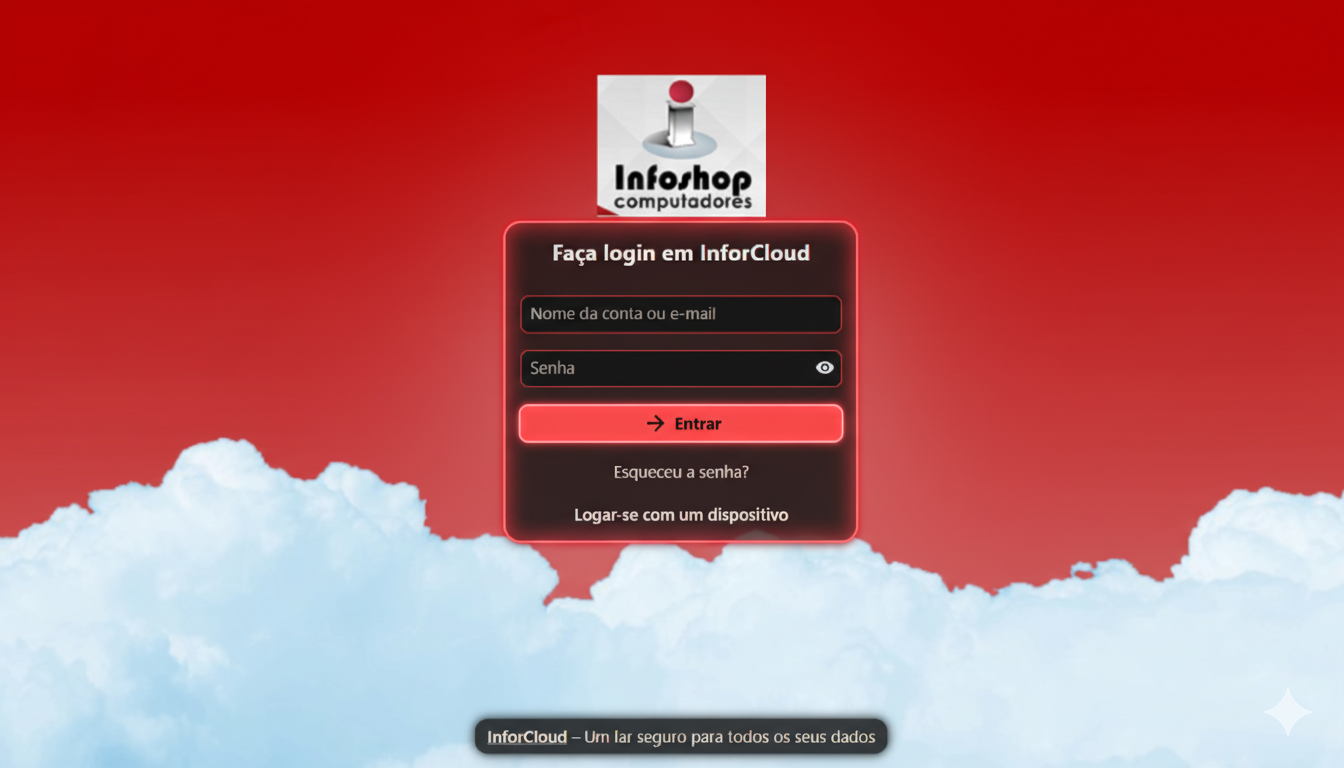 Infoshop
computadores
Faça login em InforCloud
Nome da conta ou e-mail
Senha
Entrar
Esqueceu a senha?
Logar-se com um dispositivo
InforCloud – Um lar seguro para todos os seus dados